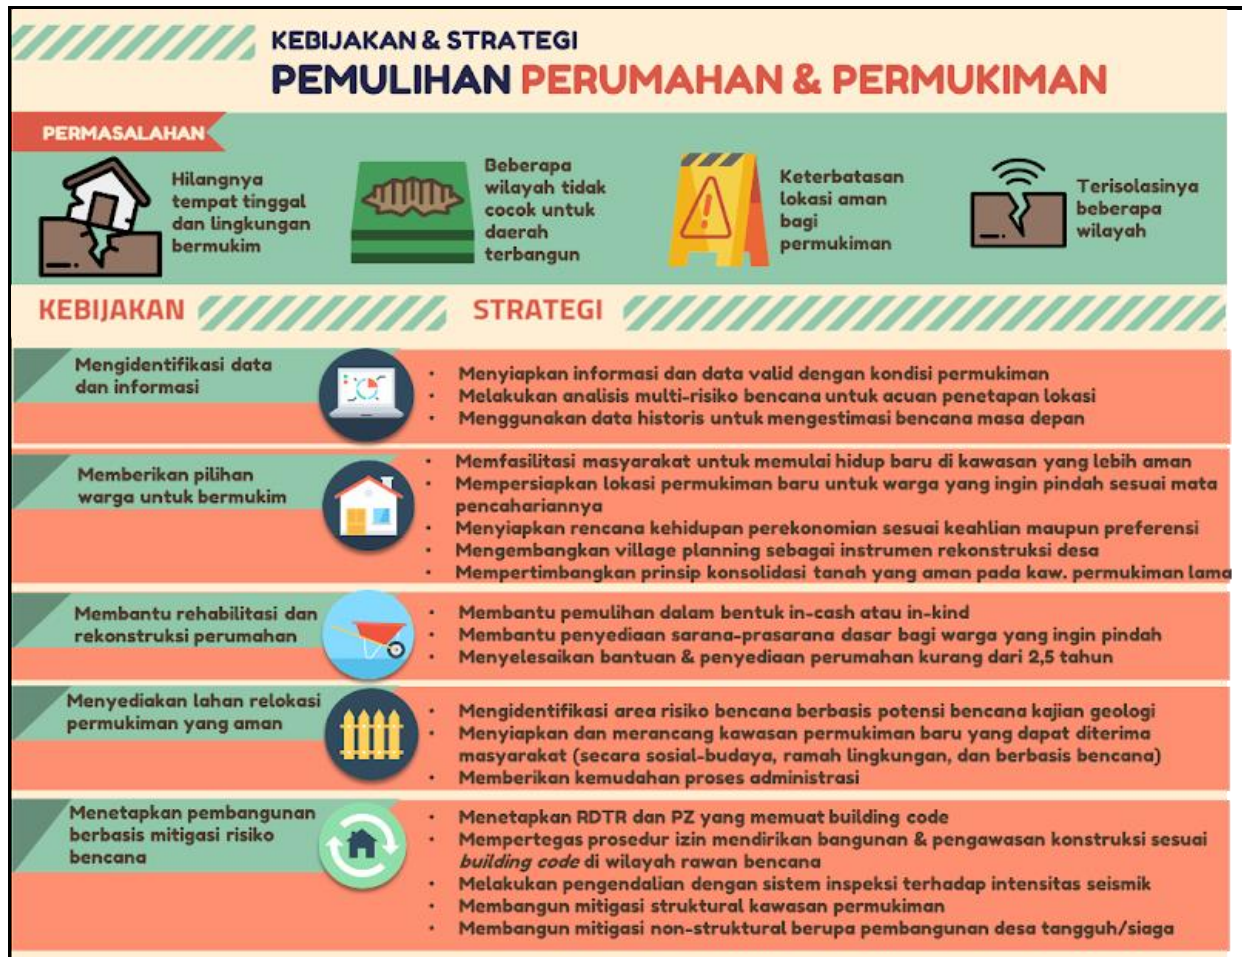 KEBIJAKAN & STRATEGI
PEMULIHAN PERUMAHAN & PERMUKIMAN
PERMASALAHAN
Hilangnya
tempat tinggal
dan lingkungan
bermukim
Beberapa
wilayah tidak
cocok untuk
daerah
terbangun
Keterbatasan
lokasi aman
bagi
permukiman
Terisolasinya
beberapa
wilayah
KEBIJAKAN
STRATEGI
Mengidentifikasi data
dan informasi
• Menyiapkan informasi dan data valid dengan kondisi permukiman
• Melakukan analisis multi-risiko bencana untuk acuan penetapan lokasi
• Menggunakan data historis untuk mengestimasi bencana masa depan
Memberikan pilihan
warga untuk bermukim
• Memfasilitasi masyarakat untuk memulai hidup baru di kawasan yang lebih aman
• Mempersiapkan lokasi permukiman baru untuk warga yang ingin pindah sesuai mata
pencahariannya
• Menyiapkan rencana kehidupan perekonomian sesuai keahlian maupun preferensi
• Mengembangkan village planning sebagai instrumen rekonstruksi desa
• Mempertimbangkan prinsip konsolidasi tanah yang aman pada kaw. permukiman lama
Membantu rehabilitasi dan
rekonstruksi perumahan
• Membantu pemulihan dalam bentuk in-cash atau in-kind
• Membantu penyediaan sarana-prasarana dasar bagi warga yang ingin pindah
• Menyelesaikan bantuan & penyediaan perumahan kurang dari 2,5 tahun
Menyediakan lahan relokasi
permukiman yang aman
• Mengidentifikasi area risiko bencana berbasis potensi bencana kajian geologi
• Menyiapkan dan merancang kawasan permukiman baru yang dapat diterima
masyarakat (secara sosial-budaya, ramah lingkungan, dan berbasis bencana)
• Memberikan kemudahan proses administrasi
Menetapkan pembangunan
berbasis mitigasi risiko
bencana
• Menetapkan RDTR dan PZ yang memuat building code
• Mempertegas prosedur izin mendirikan bangunan & pengawasan konstruksi sesuai
building code di wilayah rawan bencana
• Melakukan pengendalian dengan sistem inspeksi terhadap intensitas seismik
• Membangun mitigasi struktural kawasan permukiman
• Membangun mitigasi non-struktural berupa pembangunan desa tangguh/siaga